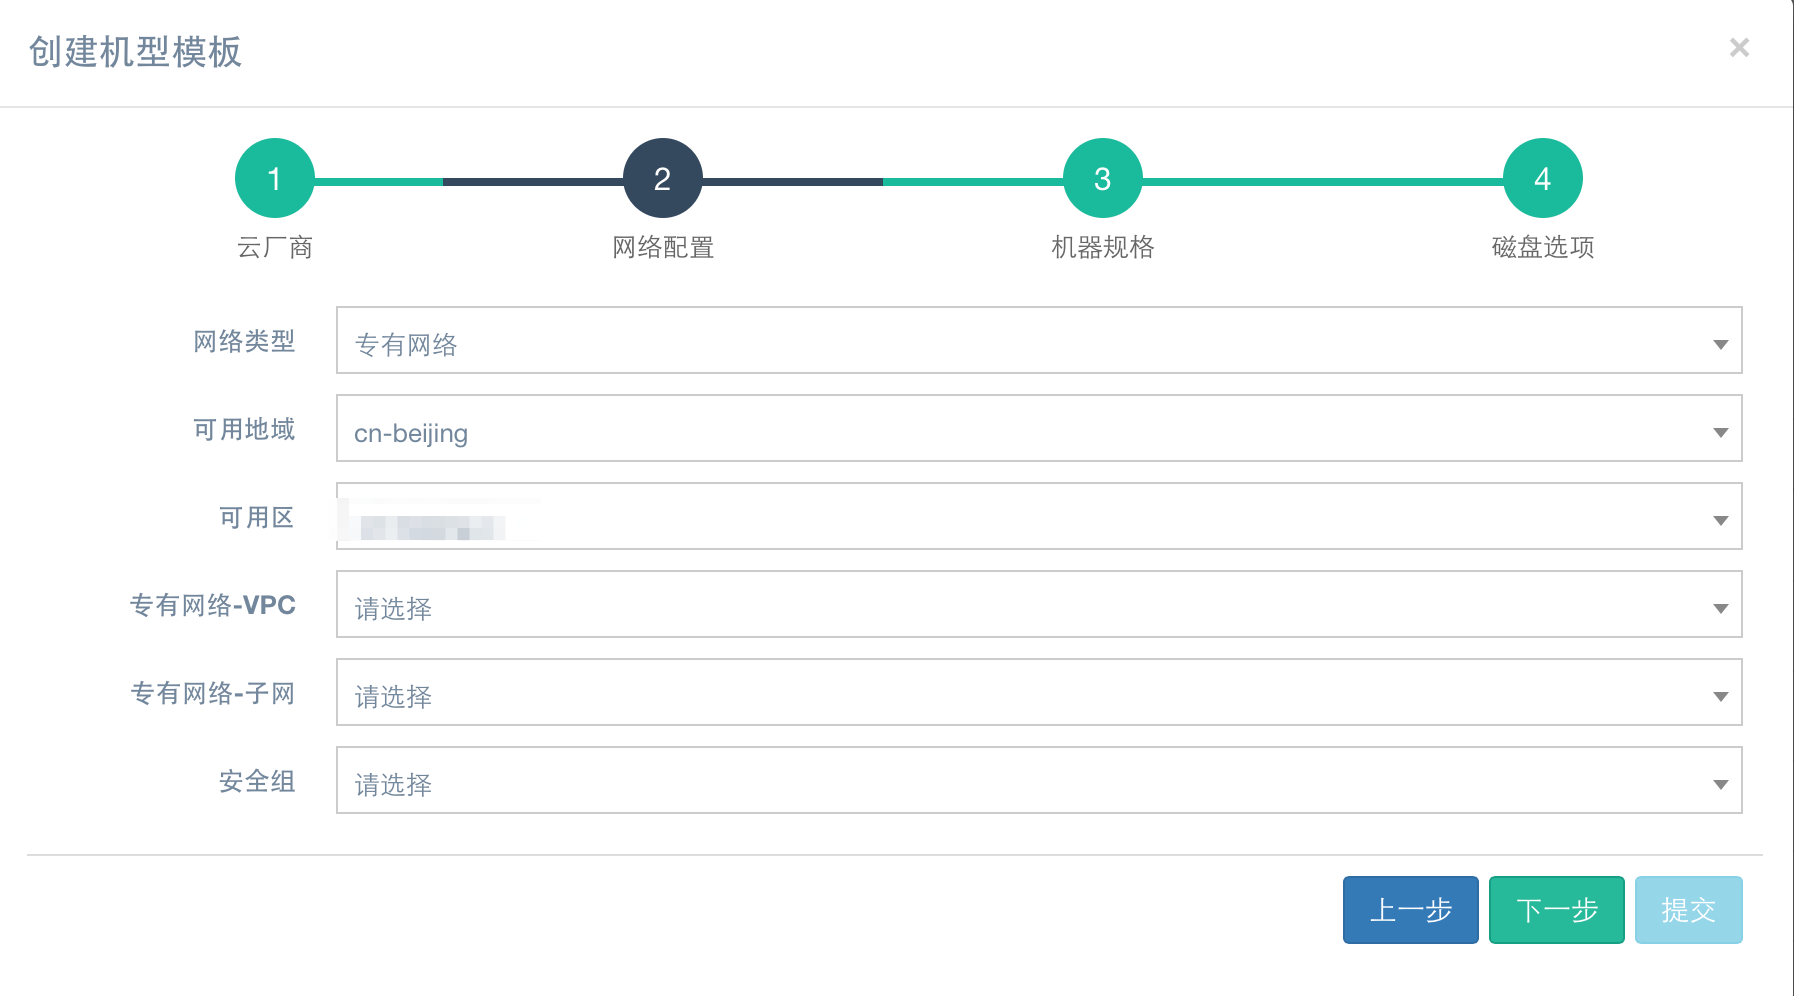 创建机型模板
×
1 2 3 4
云厂商 网络配置 机器规格 磁盘选项
网络类型 专有网络
可用地域 cn-beijing
可用区
专有网络-VPC 请选择
专有网络-子网 请选择
安全组 请选择
上一步 下一步 提交